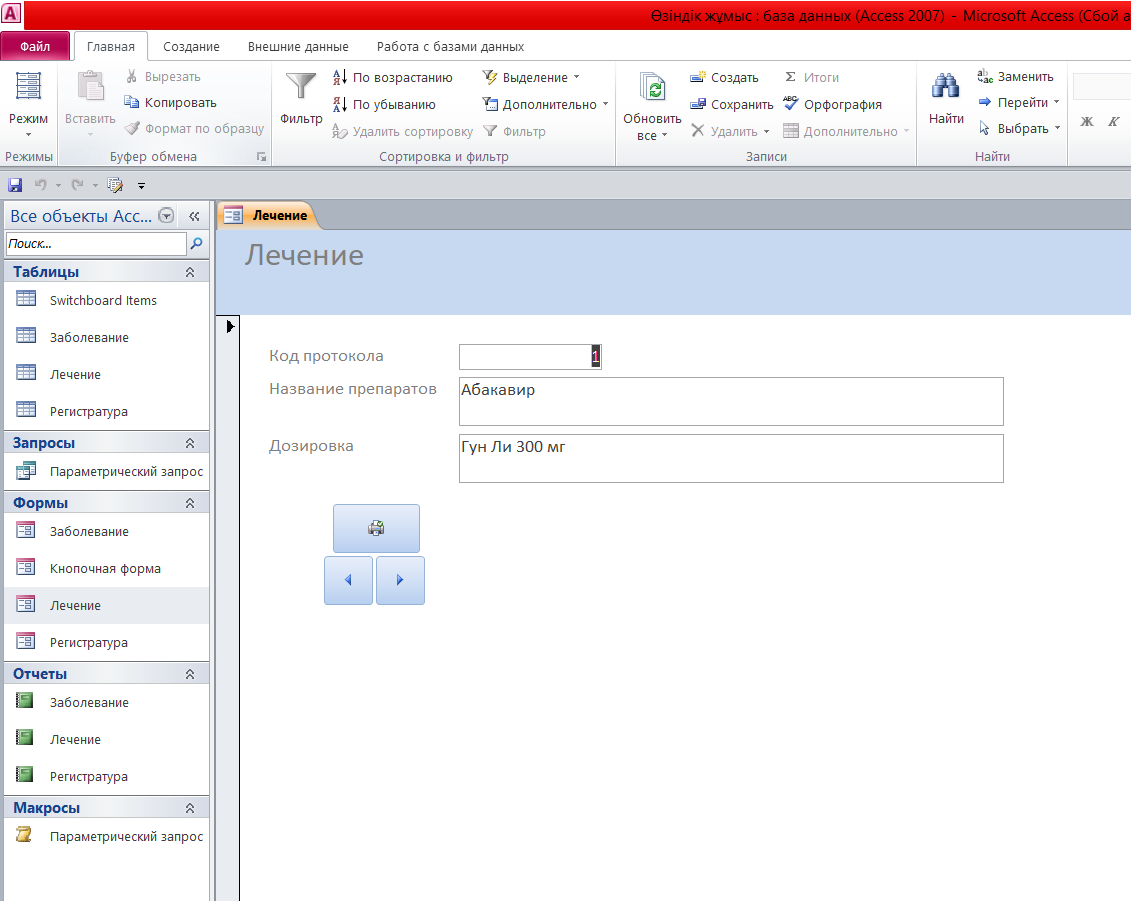 Өзіндік жұмыс : база данных (Access 2007) - Microsoft Access (Сбой а
Файл Главная Создание Внешние данные Работа с базами данных
Режим
Режимы
Вставить
Вырезать
Копировать
Формат по образцу
Буфер обмена
Фильтр
По возрастанию
По убыванию
Удалить сортировку
Выделение
Дополнительно
Фильтр
Сортировка и фильтр
Обновить
все
Создать
Сохранить
Удалить
Итоги
Орфография
Дополнительно
Записи
Найти
Заменить
Перейти
Выбрать
Найти
Ж К
Все объекты Acc...
Поиск...
Таблицы
Switchboard Items
Заболевание
Лечение
Регистратура
Запросы
Параметрический запрос
Формы
Заболевание
Кнопочная форма
Лечение
Регистратура
Отчеты
Заболевание
Лечение
Регистратура
Макросы
Параметрический запрос
Лечение
Лечение
Код протокола 1
Название препаратов Абакавир
Дозировка Гун Ли 300 мг